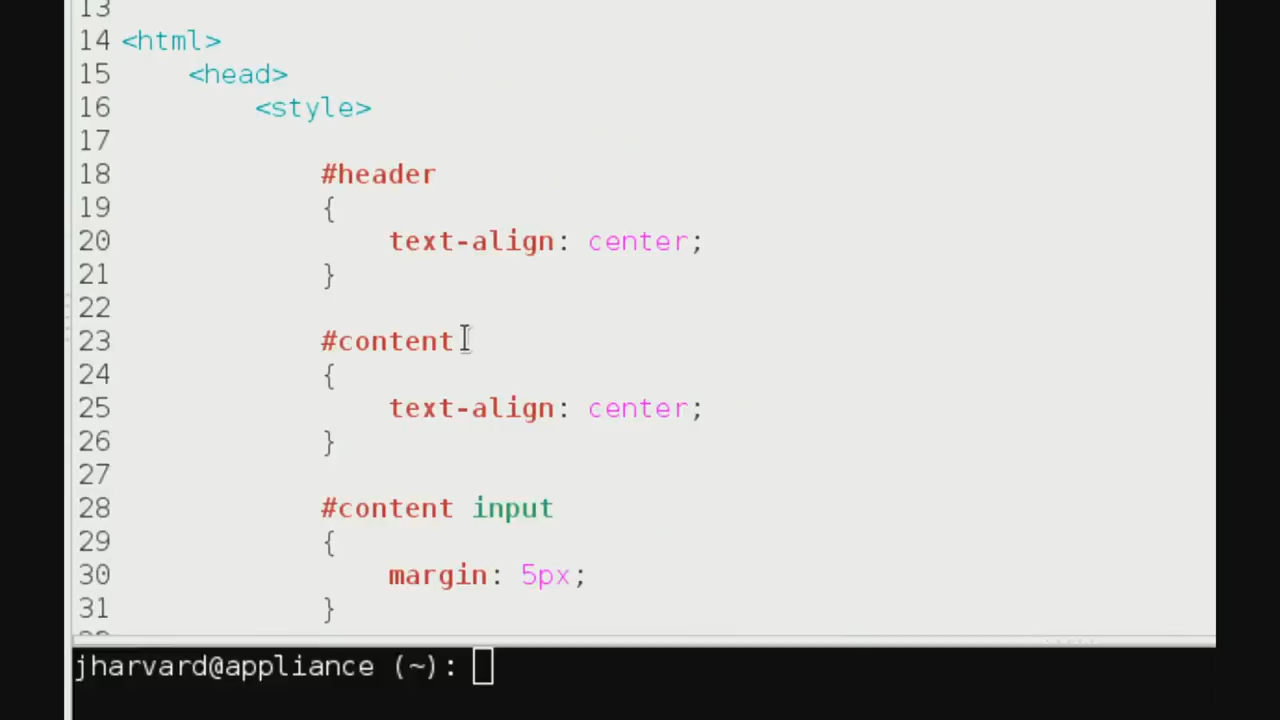 13
14 <html>
15 <head>
16 <style>
17
18 #header
19 {
20 text-align: center;
21 }
22
23 #content
24 {
25 text-align: center;
26 }
27
28 #content input
29 {
30 margin: 5px;
31 }
jharvard@appliance (~):